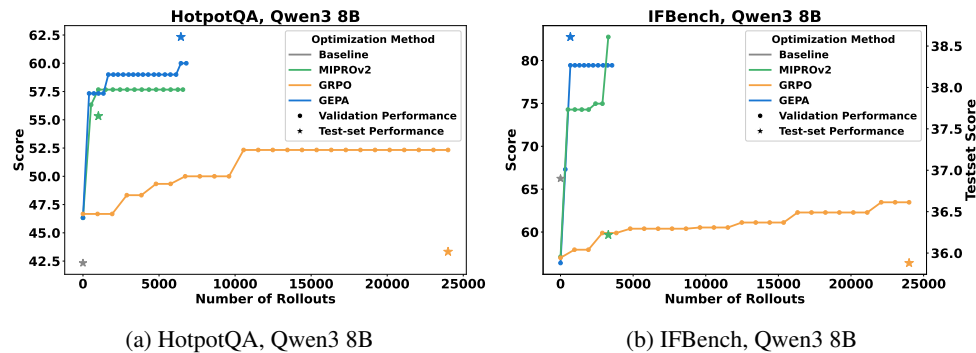 HotpotQA, Qwen3 8B
Score
62.5
60.0
57.5
55.0
52.5
50.0
47.5
45.0
42.5
Optimization Method
Baseline
MIPROv2
GRPO
GEPA
Validation Performance
Test-set Performance
0 5000 10000 15000 20000 25000
Number of Rollouts
(a) HotpotQA, Qwen3 8B
IFBench, Qwen3 8B
Score
80
75
70
65
60
Optimization Method
Baseline
MIPROv2
GRPO
GEPA
Validation Performance
Test-set Performance
38.5
38.0
37.5
37.0
36.5
36.0
Testset Score
0 5000 10000 15000 20000 25000
Number of Rollouts
(b) IFBench, Qwen3 8B